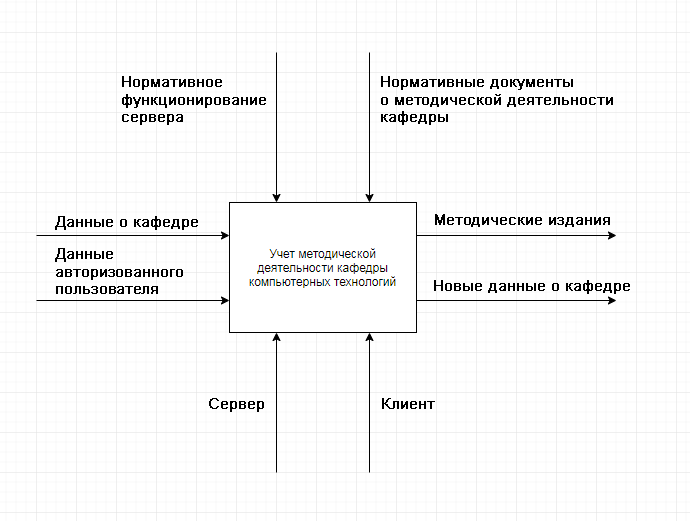 Нормативное
функционирование
сервера
Нормативные документы
о методической деятельности
кафедры
Данные о кафедре
Данные
авторизованного
пользователя
Учет методической
деятельности кафедры
компьютерных технологий
Методические издания
Новые данные о кафедре
Сервер
Клиент